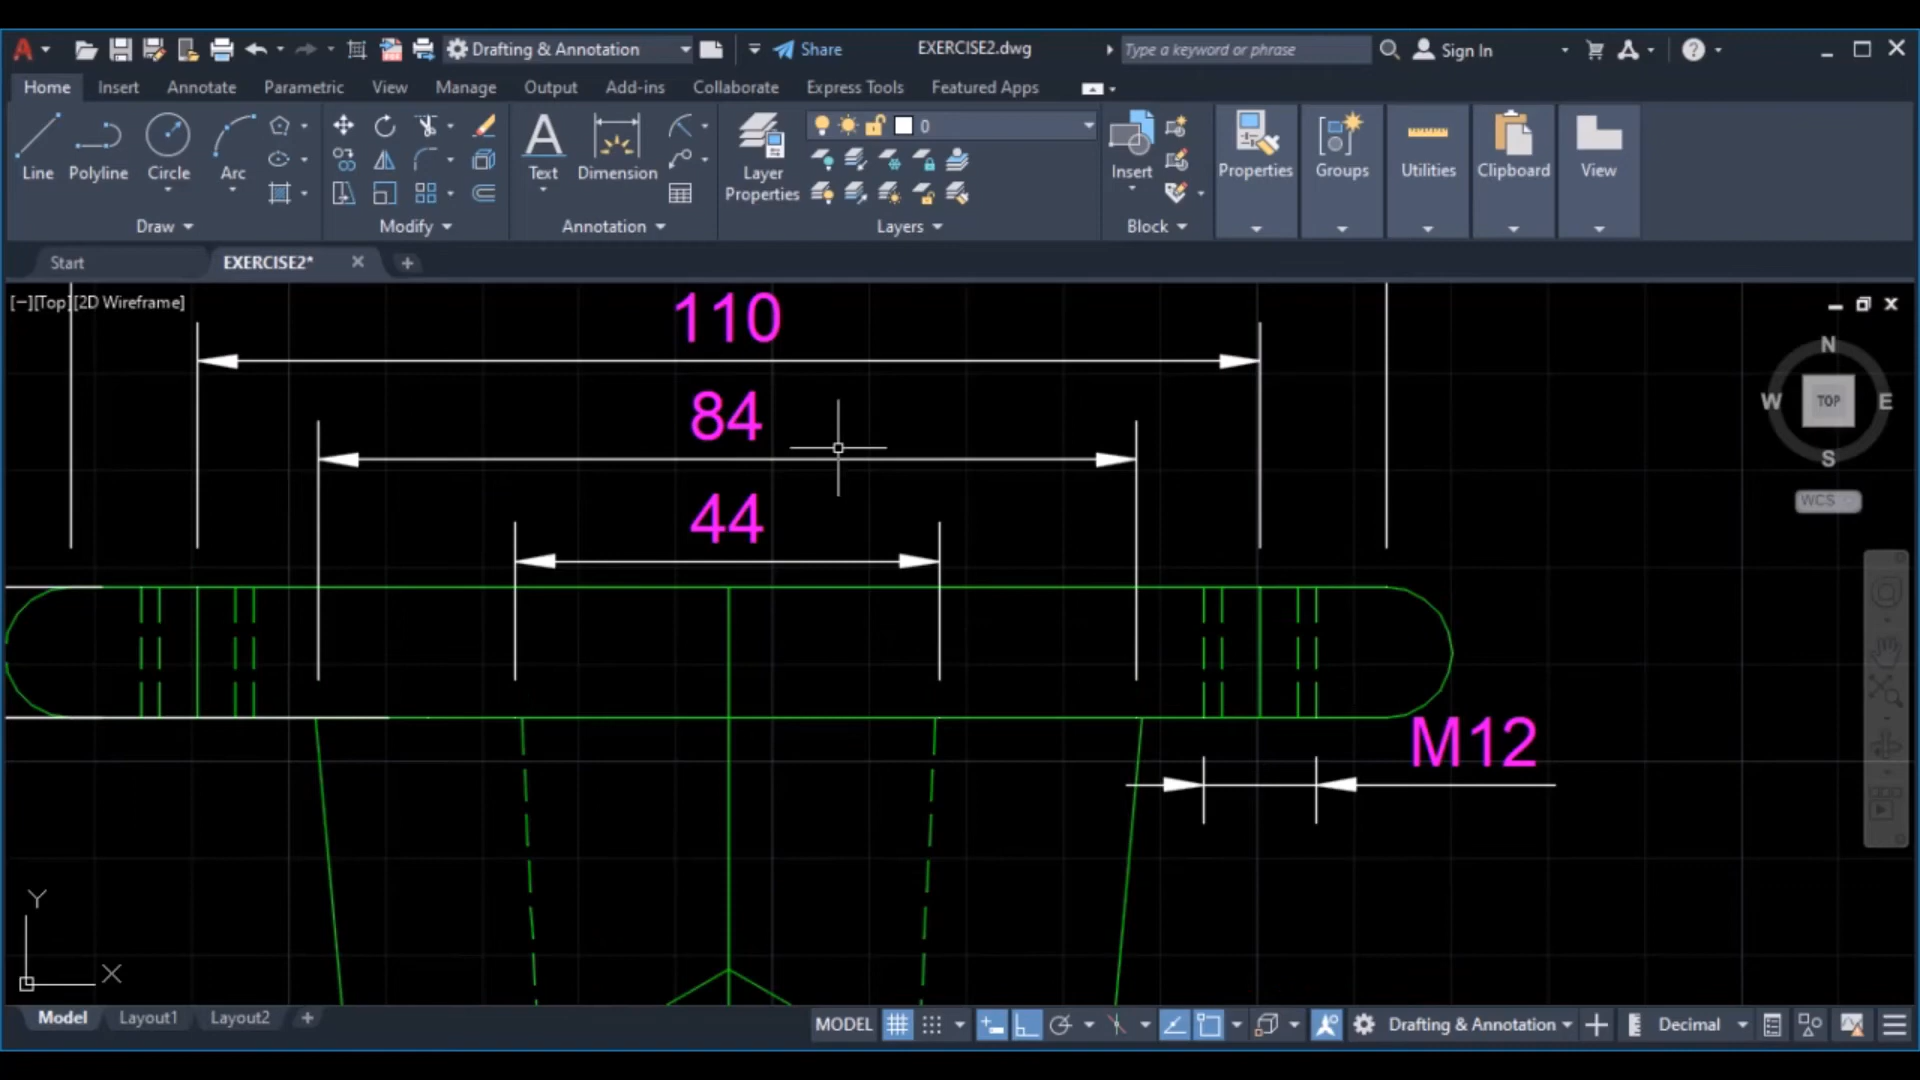 Drafting & Annotation
Share
EXERCISE2.dwg
Type a keyword or phrase
Sign In
Home Insert Annotate Parametric View Manage Output Add-ins Collaborate Express Tools Featured Apps
0
Line Polyline Circle Arc
Text Dimension
Layer Properties
Insert
Properties Groups Utilities Clipboard View
Draw Modify Annotation Layers Block
Start EXERCISE2*
[−][Top][2D Wireframe]
110
84
44
M12
N
W TOP E
S
WCS
Y
X
Model Layout1 Layout2
MODEL Drafting & Annotation Decimal